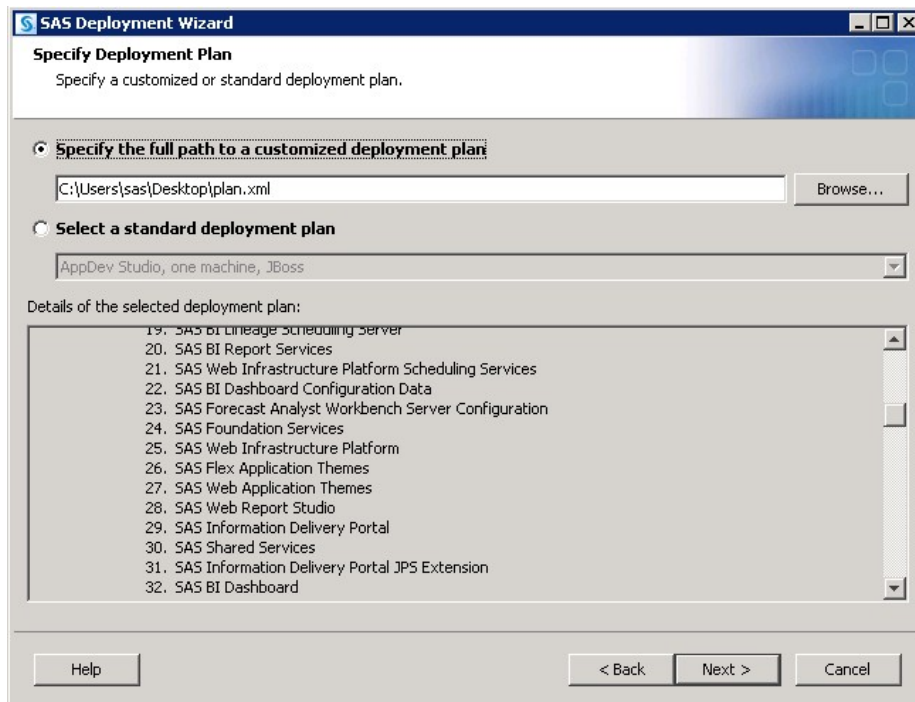 SAS Deployment Wizard
Specify Deployment Plan
Specify a customized or standard deployment plan.
Specify the full path to a customized deployment plan
C:\Users\sas\Desktop\plan.xml
Browse...
Select a standard deployment plan
AppDev Studio, one machine, JBoss
Details of the selected deployment plan:
19. SAS BI Lineage Scheduling Server
20. SAS BI Report Services
21. SAS Web Infrastructure Platform Scheduling Services
22. SAS BI Dashboard Configuration Data
23. SAS Forecast Analyst Workbench Server Configuration
24. SAS Foundation Services
25. SAS Web Infrastructure Platform
26. SAS Flex Application Themes
27. SAS Web Application Themes
28. SAS Web Report Studio
29. SAS Information Delivery Portal
30. SAS Shared Services
31. SAS Information Delivery Portal JPS Extension
32. SAS BI Dashboard
Help
< Back
Next >
Cancel